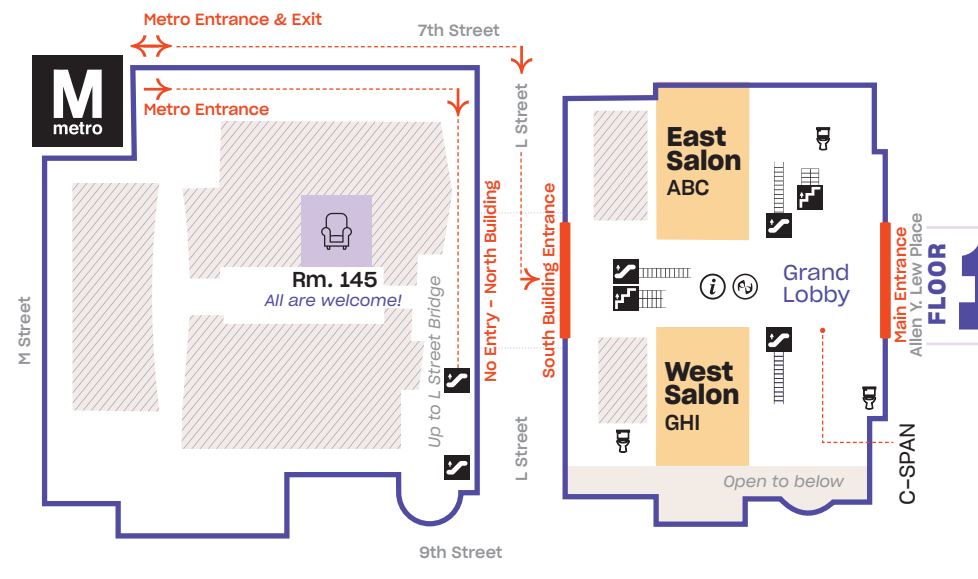 Metro Entrance & Exit
7th Street
M
metro
Metro Entrance
L Street
East
Salon
ABC
No Entry – North Building
South Building Entrance
Rm. 145
All are welcome!
Up to L Street Bridge
M Street
i
Grand
Lobby
Main Entrance
Allen Y. Lew Place
FLOOR
1
West
Salon
GHI
L Street
C-SPAN
Open to below
9th Street